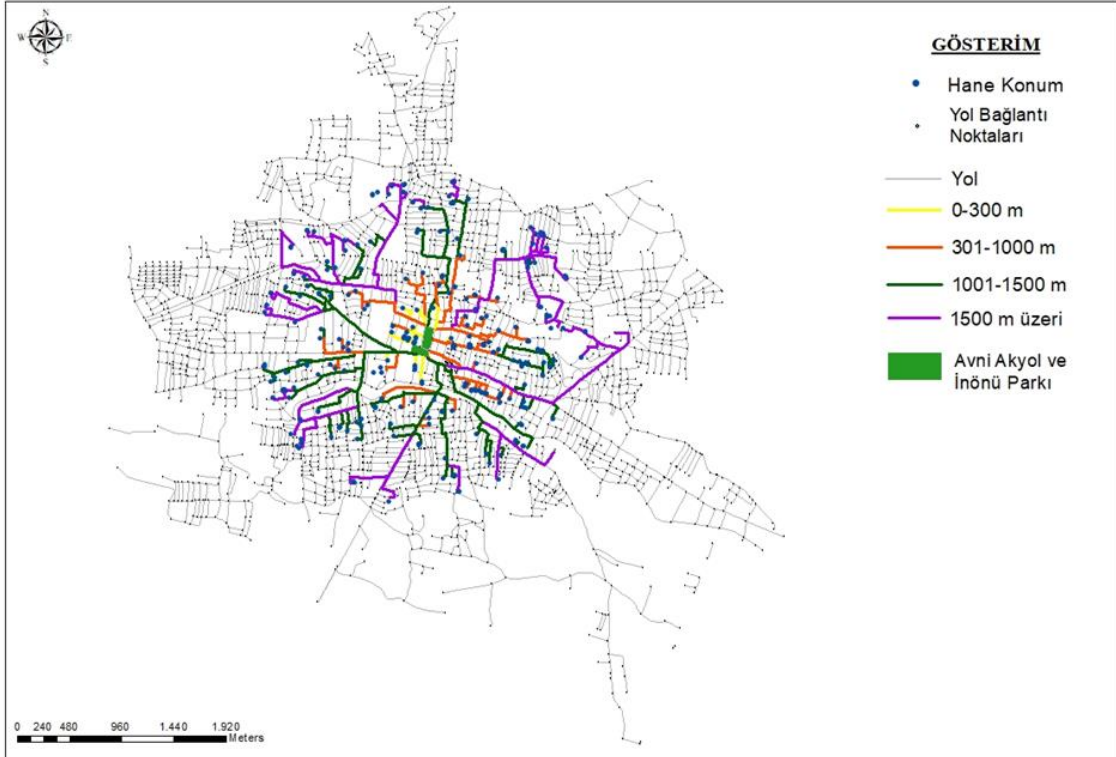 N
W E
S
GÖSTERİM
Hane Konum
Yol Bağlantı
Noktaları
Yol
0-300 m
301-1000 m
1001-1500 m
1500 m üzeri
Avni Akyol ve
İnönü Parkı
0 240 480 960 1.440 1.920
Meters